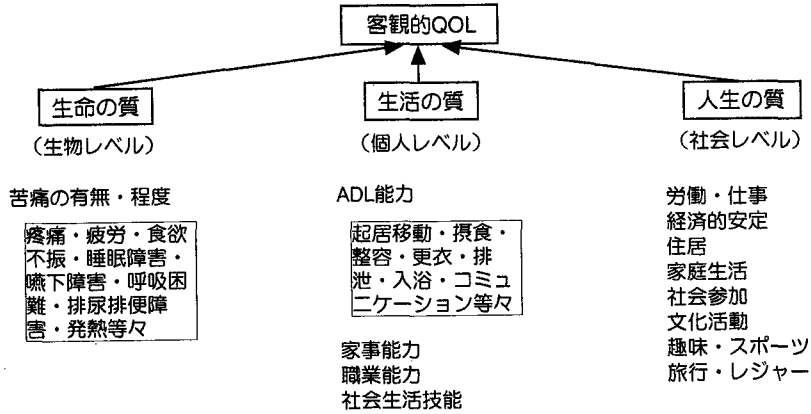 客観的QOL
生命の質
(生物レベル)
苦痛の有無・程度
疼痛・疲労・食欲
不振・睡眠障害・
嚥下障害・呼吸困
難・排尿排便障
害・発熱等々
生活の質
(個人レベル)
ADL能力
起居移動・摂食・
整容・更衣・排
泄・入浴・コミュ
ニケーション等々
家事能力
職業能力
社会生活技能
人生の質
(社会レベル)
労働・仕事
経済的安定
住居
家庭生活
社会参加
文化活動
趣味・スポーツ
旅行・レジャー